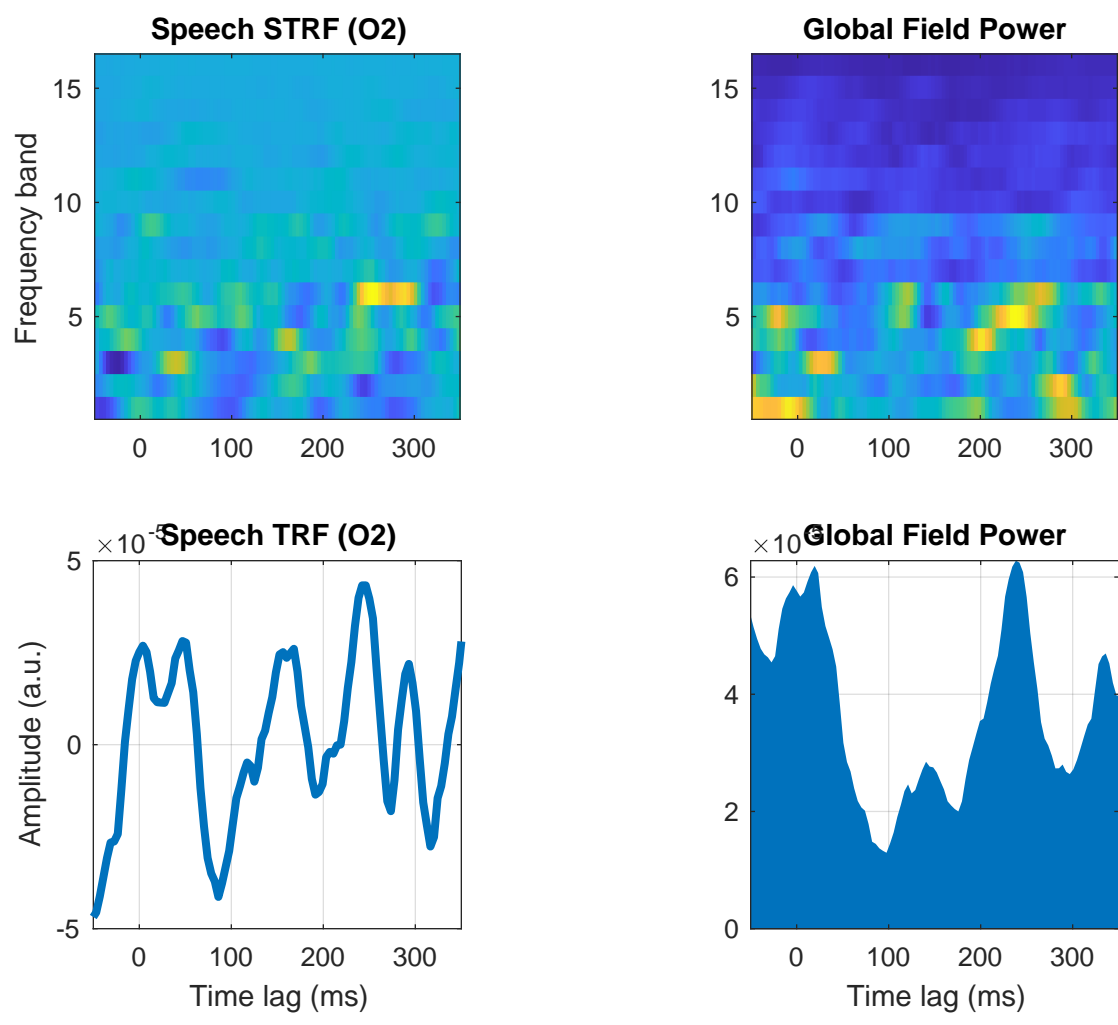 Speech STRF (O2)
Frequency band
15
10
5
0 100 200 300
Global Field Power
15
10
5
0 100 200 300
Speech TRF (O2)
×10⁻⁵
Amplitude (a.u.)
5
0
-5
0 100 200 300
Time lag (ms)
Global Field Power
×10⁻⁵
6
4
2
0
0 100 200 300
Time lag (ms)